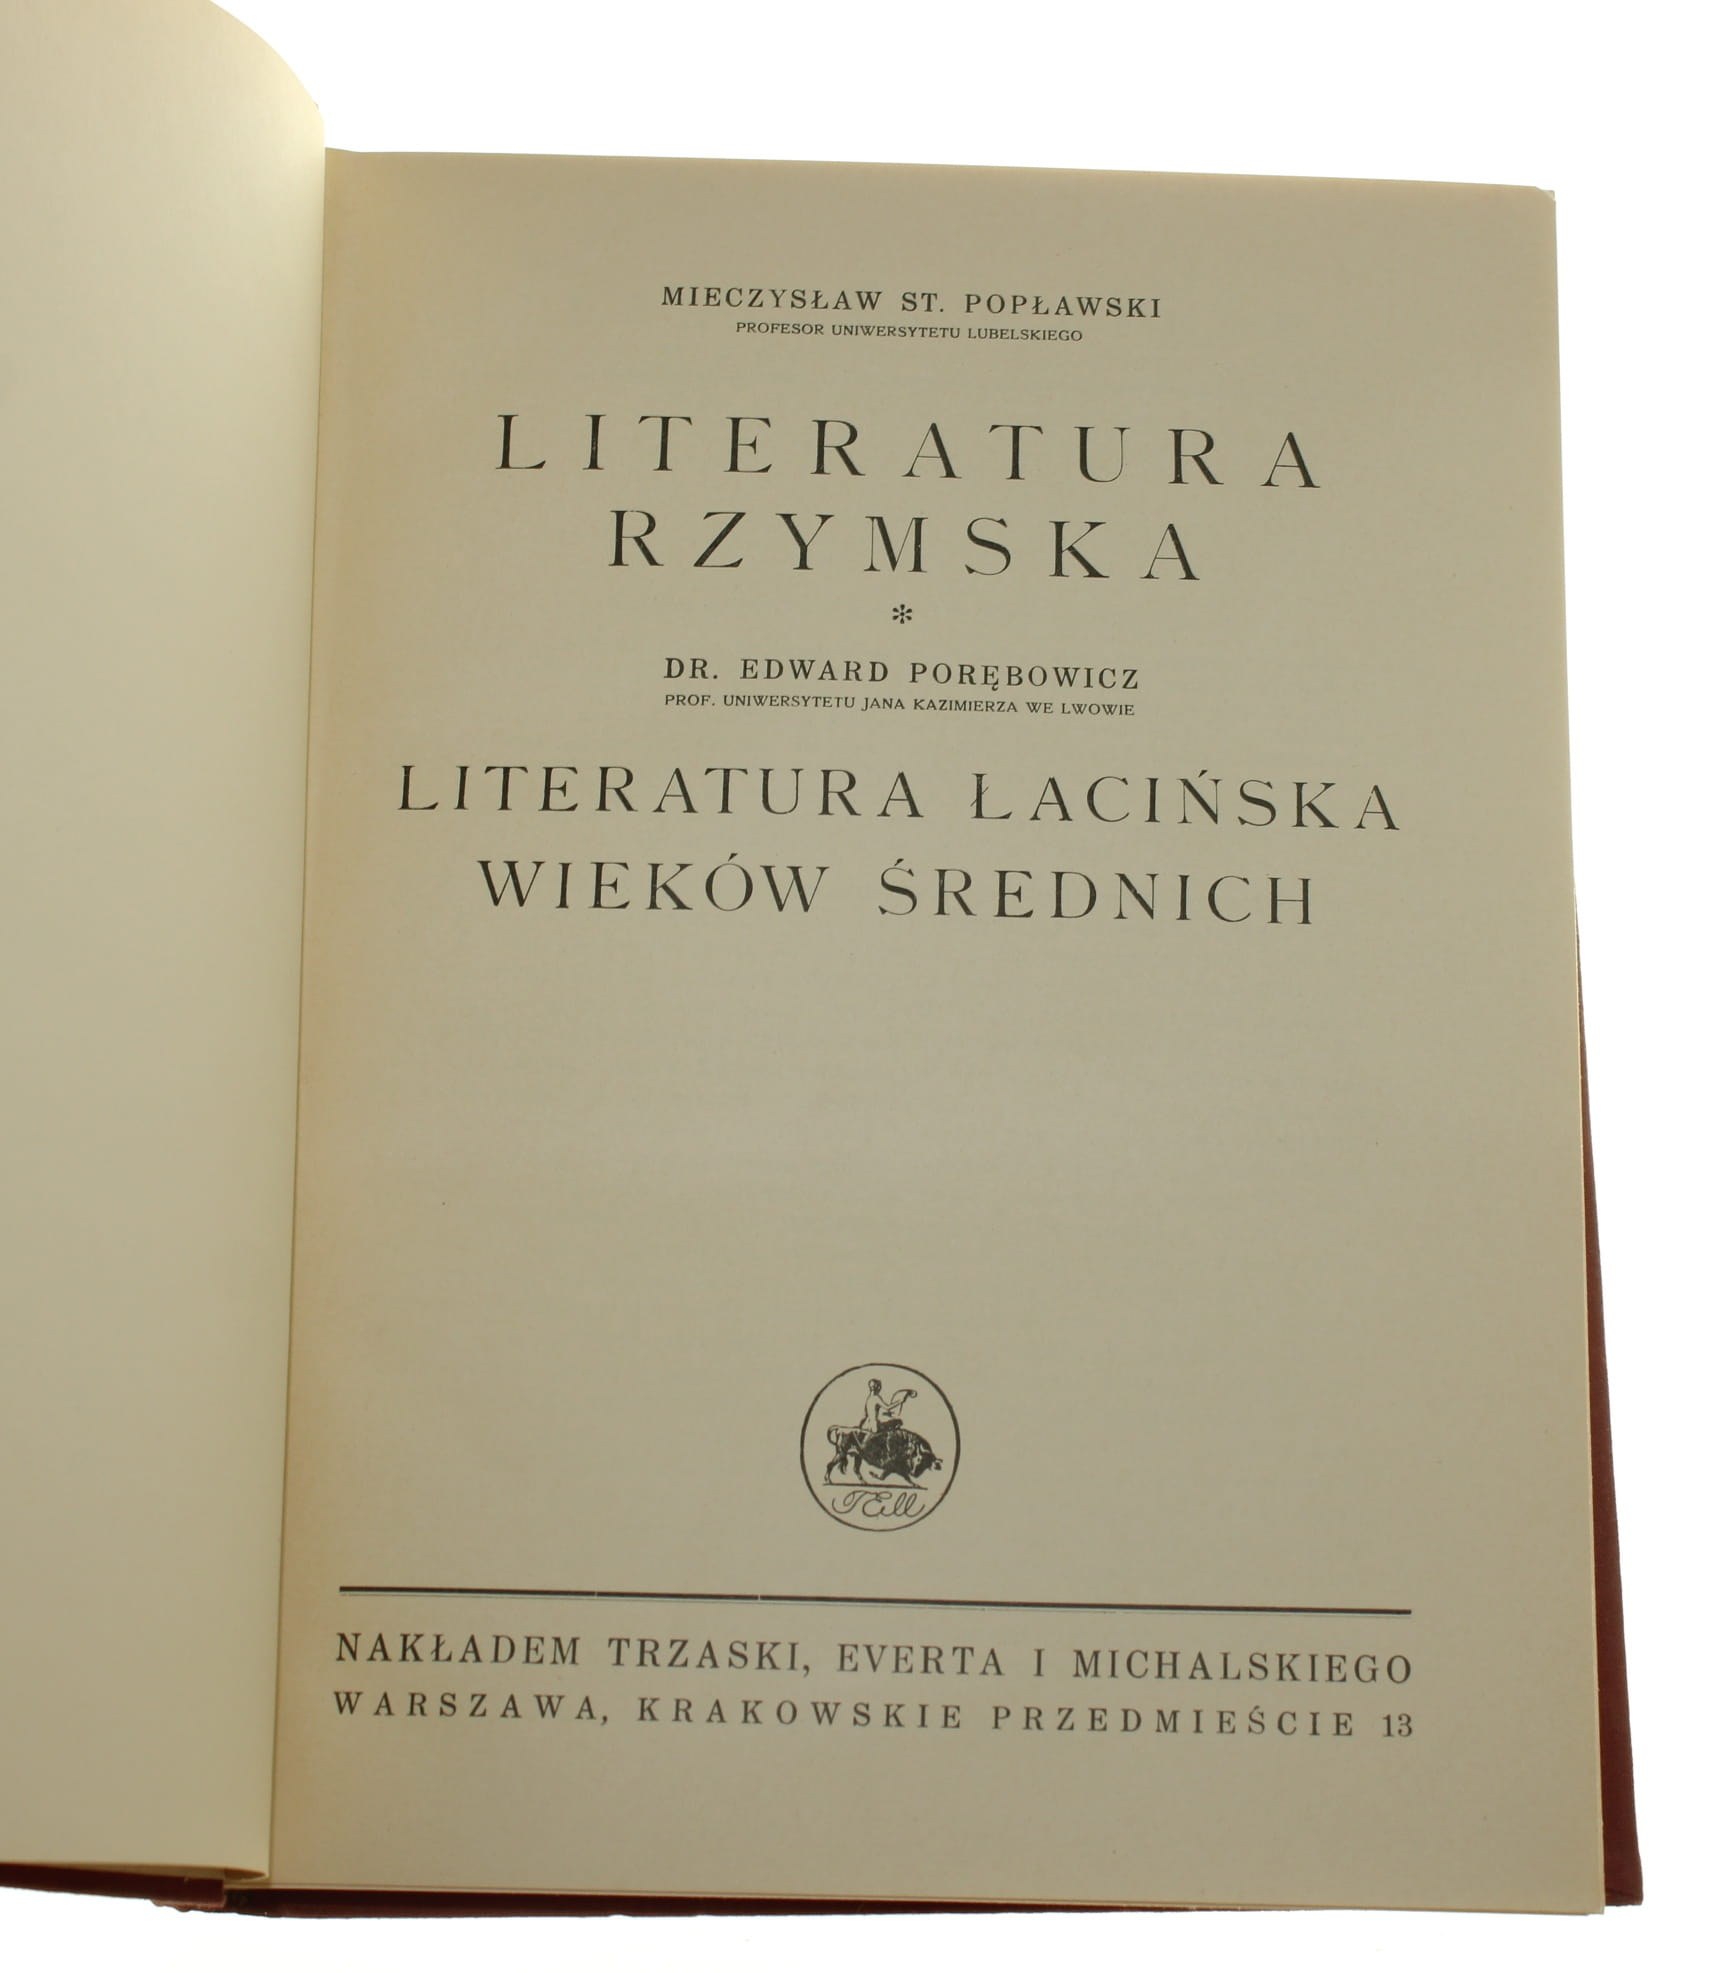 MIECZYSŁAW ST. POPŁAWSKI
PROFESOR UNIWERSYTETU LUBELSKIEGO
LITERATURA
RZYMSKA
*
DR. EDWARD PORĘBOWICZ
PROF. UNIWERSYTETU JANA KAZIMIERZA WE LWOWIE
LITERATURA ŁACIŃSKA
WIEKÓW ŚREDNICH
TEM
NAKŁADEM TRZASKI, EVERTA I MICHALSKIEGO
WARSZAWA, KRAKOWSKIE PRZEDMIEŚCIE 13